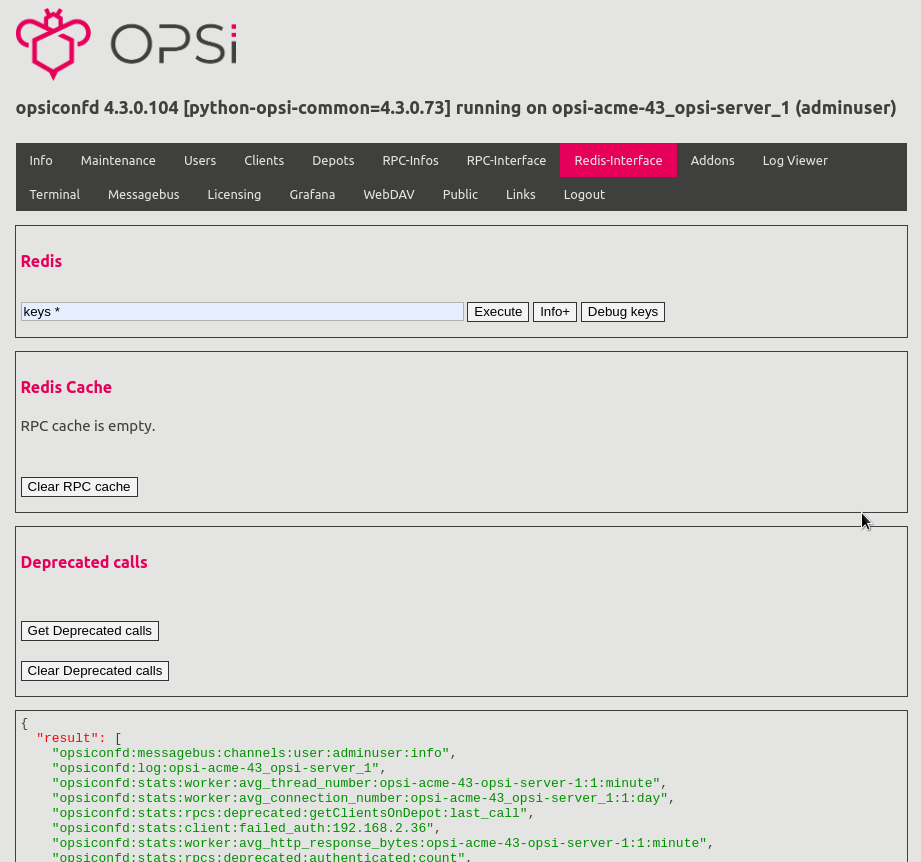 OPSi
opsiconfd 4.3.0.104 [python-opsi-common=4.3.0.73] running on opsi-acme-43_opsi-server_1 (adminuser)
Info Maintenance Users Clients Depots RPC-Infos RPC-Interface Redis-Interface Addons Log Viewer
Terminal Messagebus Licensing Grafana WebDAV Public Links Logout
Redis
keys * Execute Info+ Debug keys
Redis Cache
RPC cache is empty.
Clear RPC cache
Deprecated calls
Get Deprecated calls
Clear Deprecated calls
{
"result": [
"opsiconfd:messagebus:channels:user:adminuser:info",
"opsiconfd:log:opsi-acme-43_opsi-server_1",
"opsiconfd:stats:worker:avg_thread_number:opsi-acme-43-opsi-server-1:1:minute",
"opsiconfd:stats:worker:avg_connection_number:opsi-acme-43_opsi-server_1:1:day",
"opsiconfd:stats:rpcs:deprecated:getClientsOnDepot:last_call",
"opsiconfd:stats:client:failed_auth:192.168.2.36",
"opsiconfd:stats:worker:avg_http_response_bytes:opsi-acme-43-opsi-server-1:1:minute",
"opsiconfd:stats:rpcs:deprecated:authenticated:count",